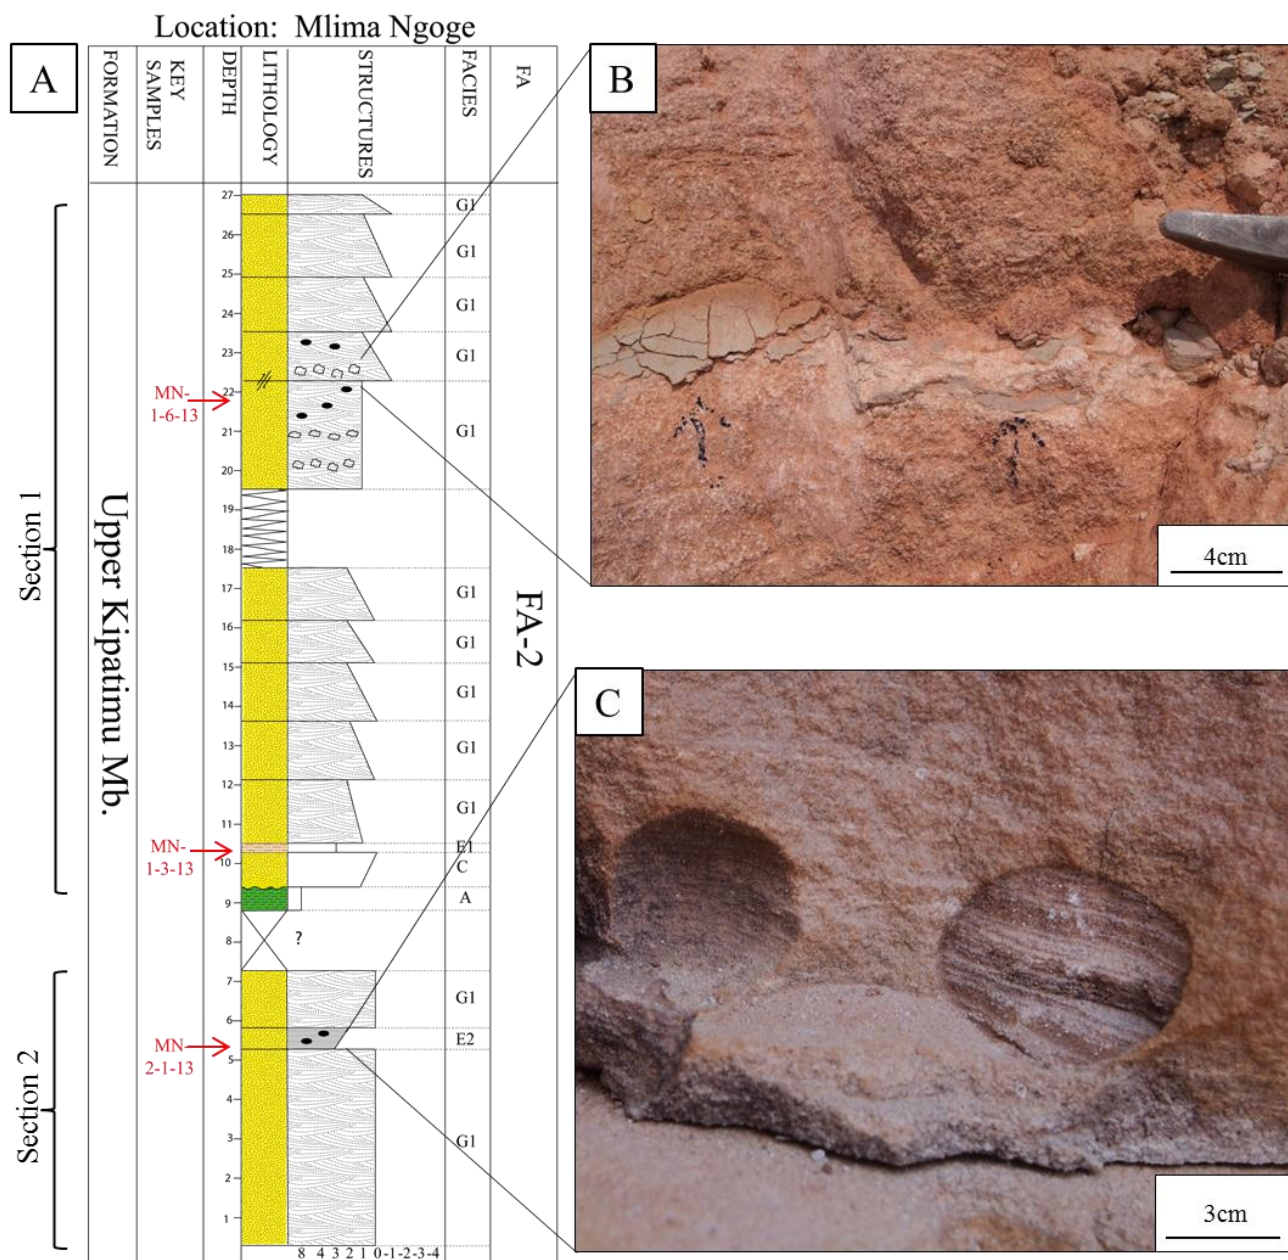 Location: Mlima Ngoge
A
FORMATION
KEY
SAMPLES
DEPTH
LITHOLOGY
STRUCTURES
FACIES
FA
Section 1
Section 2
Upper Kipatimu Mb.
MN-
1-6-13
MN-
1-3-13
MN-
2-1-13
27
26
25
24
23
22
21
20
19
18
17
16
15
14
13
12
11
10
9
8
7
6
5
4
3
2
1
?
8 4 3 2 1 0 -1 -2 -3 -4
G1
G1
G1
G1
G1
G1
G1
G1
G1
G1
E1
C
A
G1
E2
G1
FA-2
B
4cm
C
3cm